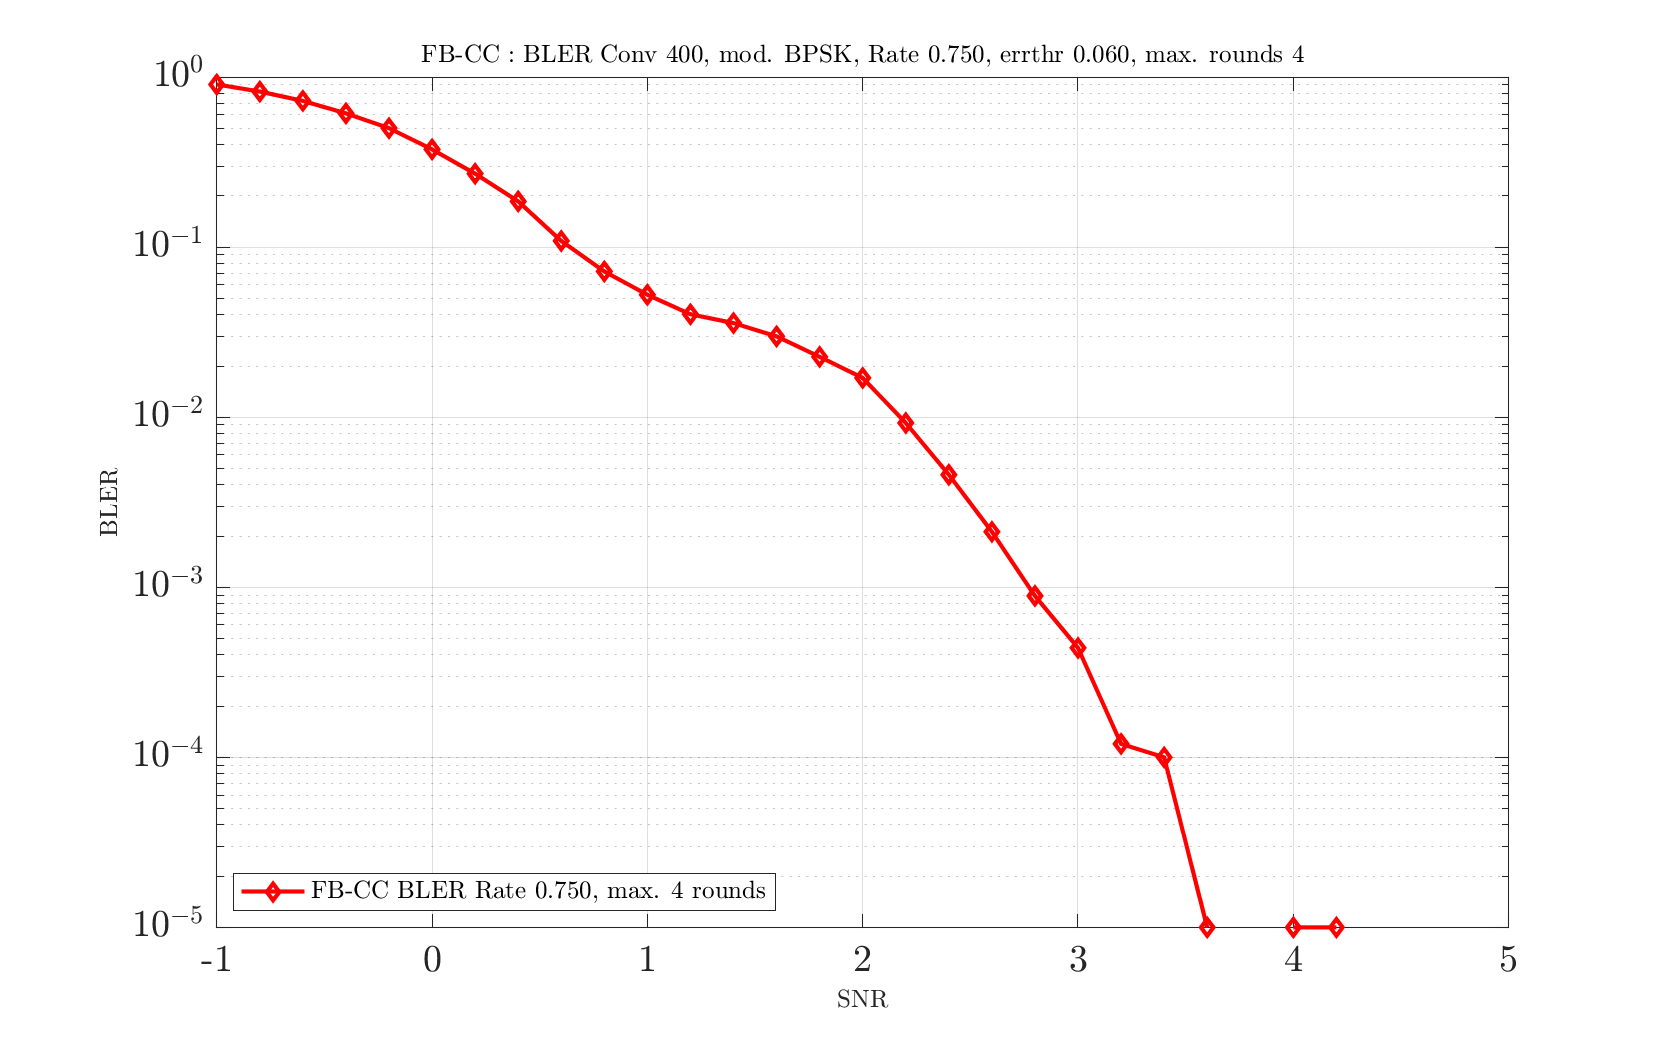 FB-CC : BLER Conv 400, mod. BPSK, Rate 0.750, errthr 0.060, max. rounds 4
10^0
10^{-1}
10^{-2}
10^{-3}
10^{-4}
10^{-5}
BLER
FB-CC BLER Rate 0.750, max. 4 rounds
-1 0 1 2 3 4 5
SNR